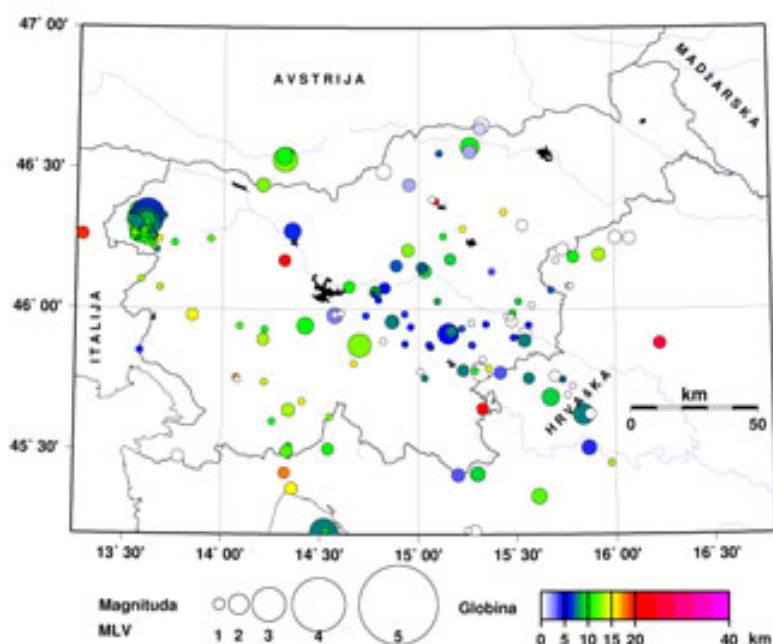 47° 00'
AVSTRIJA
MADŽARSKA
46° 30'
46° 00'
ITALIJA
km
0 50
HRVAŠKA
45° 30'
13° 30' 14° 00' 14° 30' 15° 00' 15° 30' 16° 00' 16° 30'
Magnituda
MLV
1 2 3 4 5
Globina
0 5 10 15 20 40 km